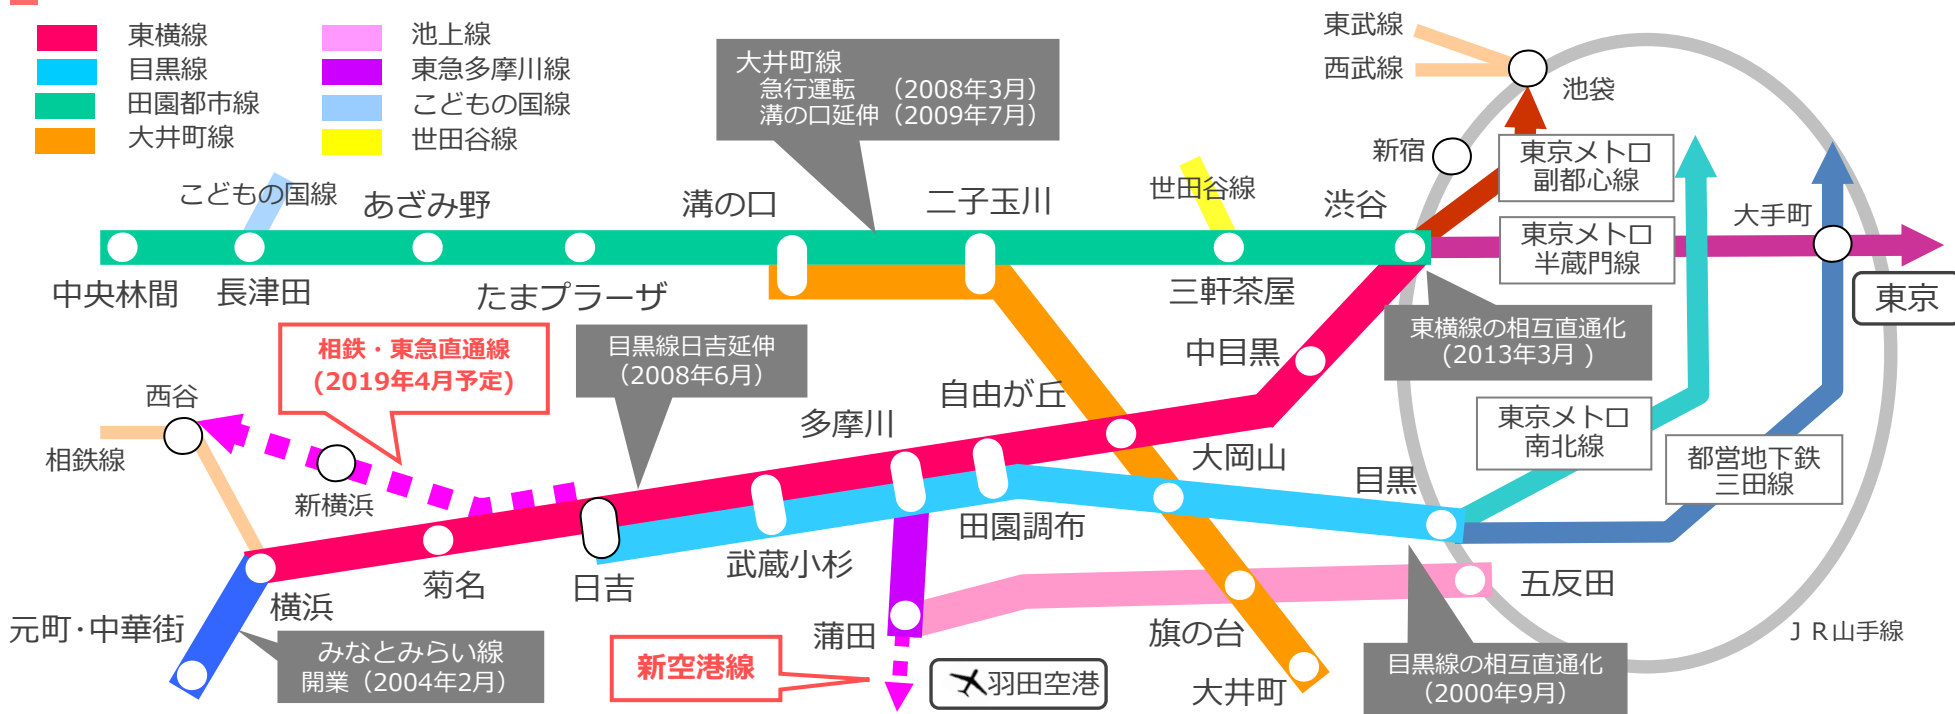 東横線
目黒線
田園都市線
大井町線
池上線
東急多摩川線
こどもの国線
世田谷線
大井町線
急行運転 （2008年3月）
溝の口延伸（2009年7月）
東武線
西武線
池袋
新宿
東京メトロ
副都心線
こどもの国線
あざみ野
溝の口
二子玉川
世田谷線
渋谷
大手町
東京メトロ
半蔵門線
中央林間
長津田
たまプラーザ
三軒茶屋
東京
相鉄・東急直通線
(2019年4月予定)
目黒線日吉延伸
（2008年6月）
東横線の相互直通化
（2013年3月 )
中目黒
西谷
自由が丘
多摩川
東京メトロ
南北線
相鉄線
新横浜
大岡山
目黒
都営地下鉄
三田線
田園調布
武蔵小杉
菊名
日吉
横浜
五反田
元町･中華街
みなとみらい線
開業（2004年2月）
蒲田
旗の台
ＪＲ山手線
新空港線
羽田空港
大井町
目黒線の相互直通化
（2000年9月）